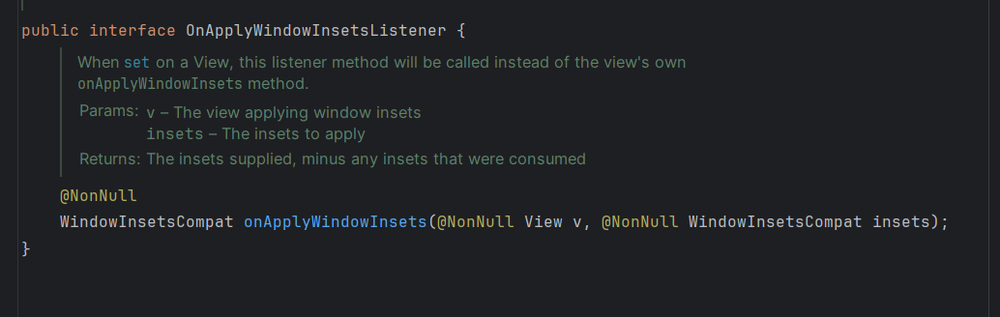 public interface OnApplyWindowInsetsListener {
When set on a View, this listener method will be called instead of the view's own
onApplyWindowInsets method.
Params: v – The view applying window insets
insets – The insets to apply
Returns: The insets supplied, minus any insets that were consumed
@NonNull
WindowInsetsCompat onApplyWindowInsets(@NonNull View v, @NonNull WindowInsetsCompat insets);
}